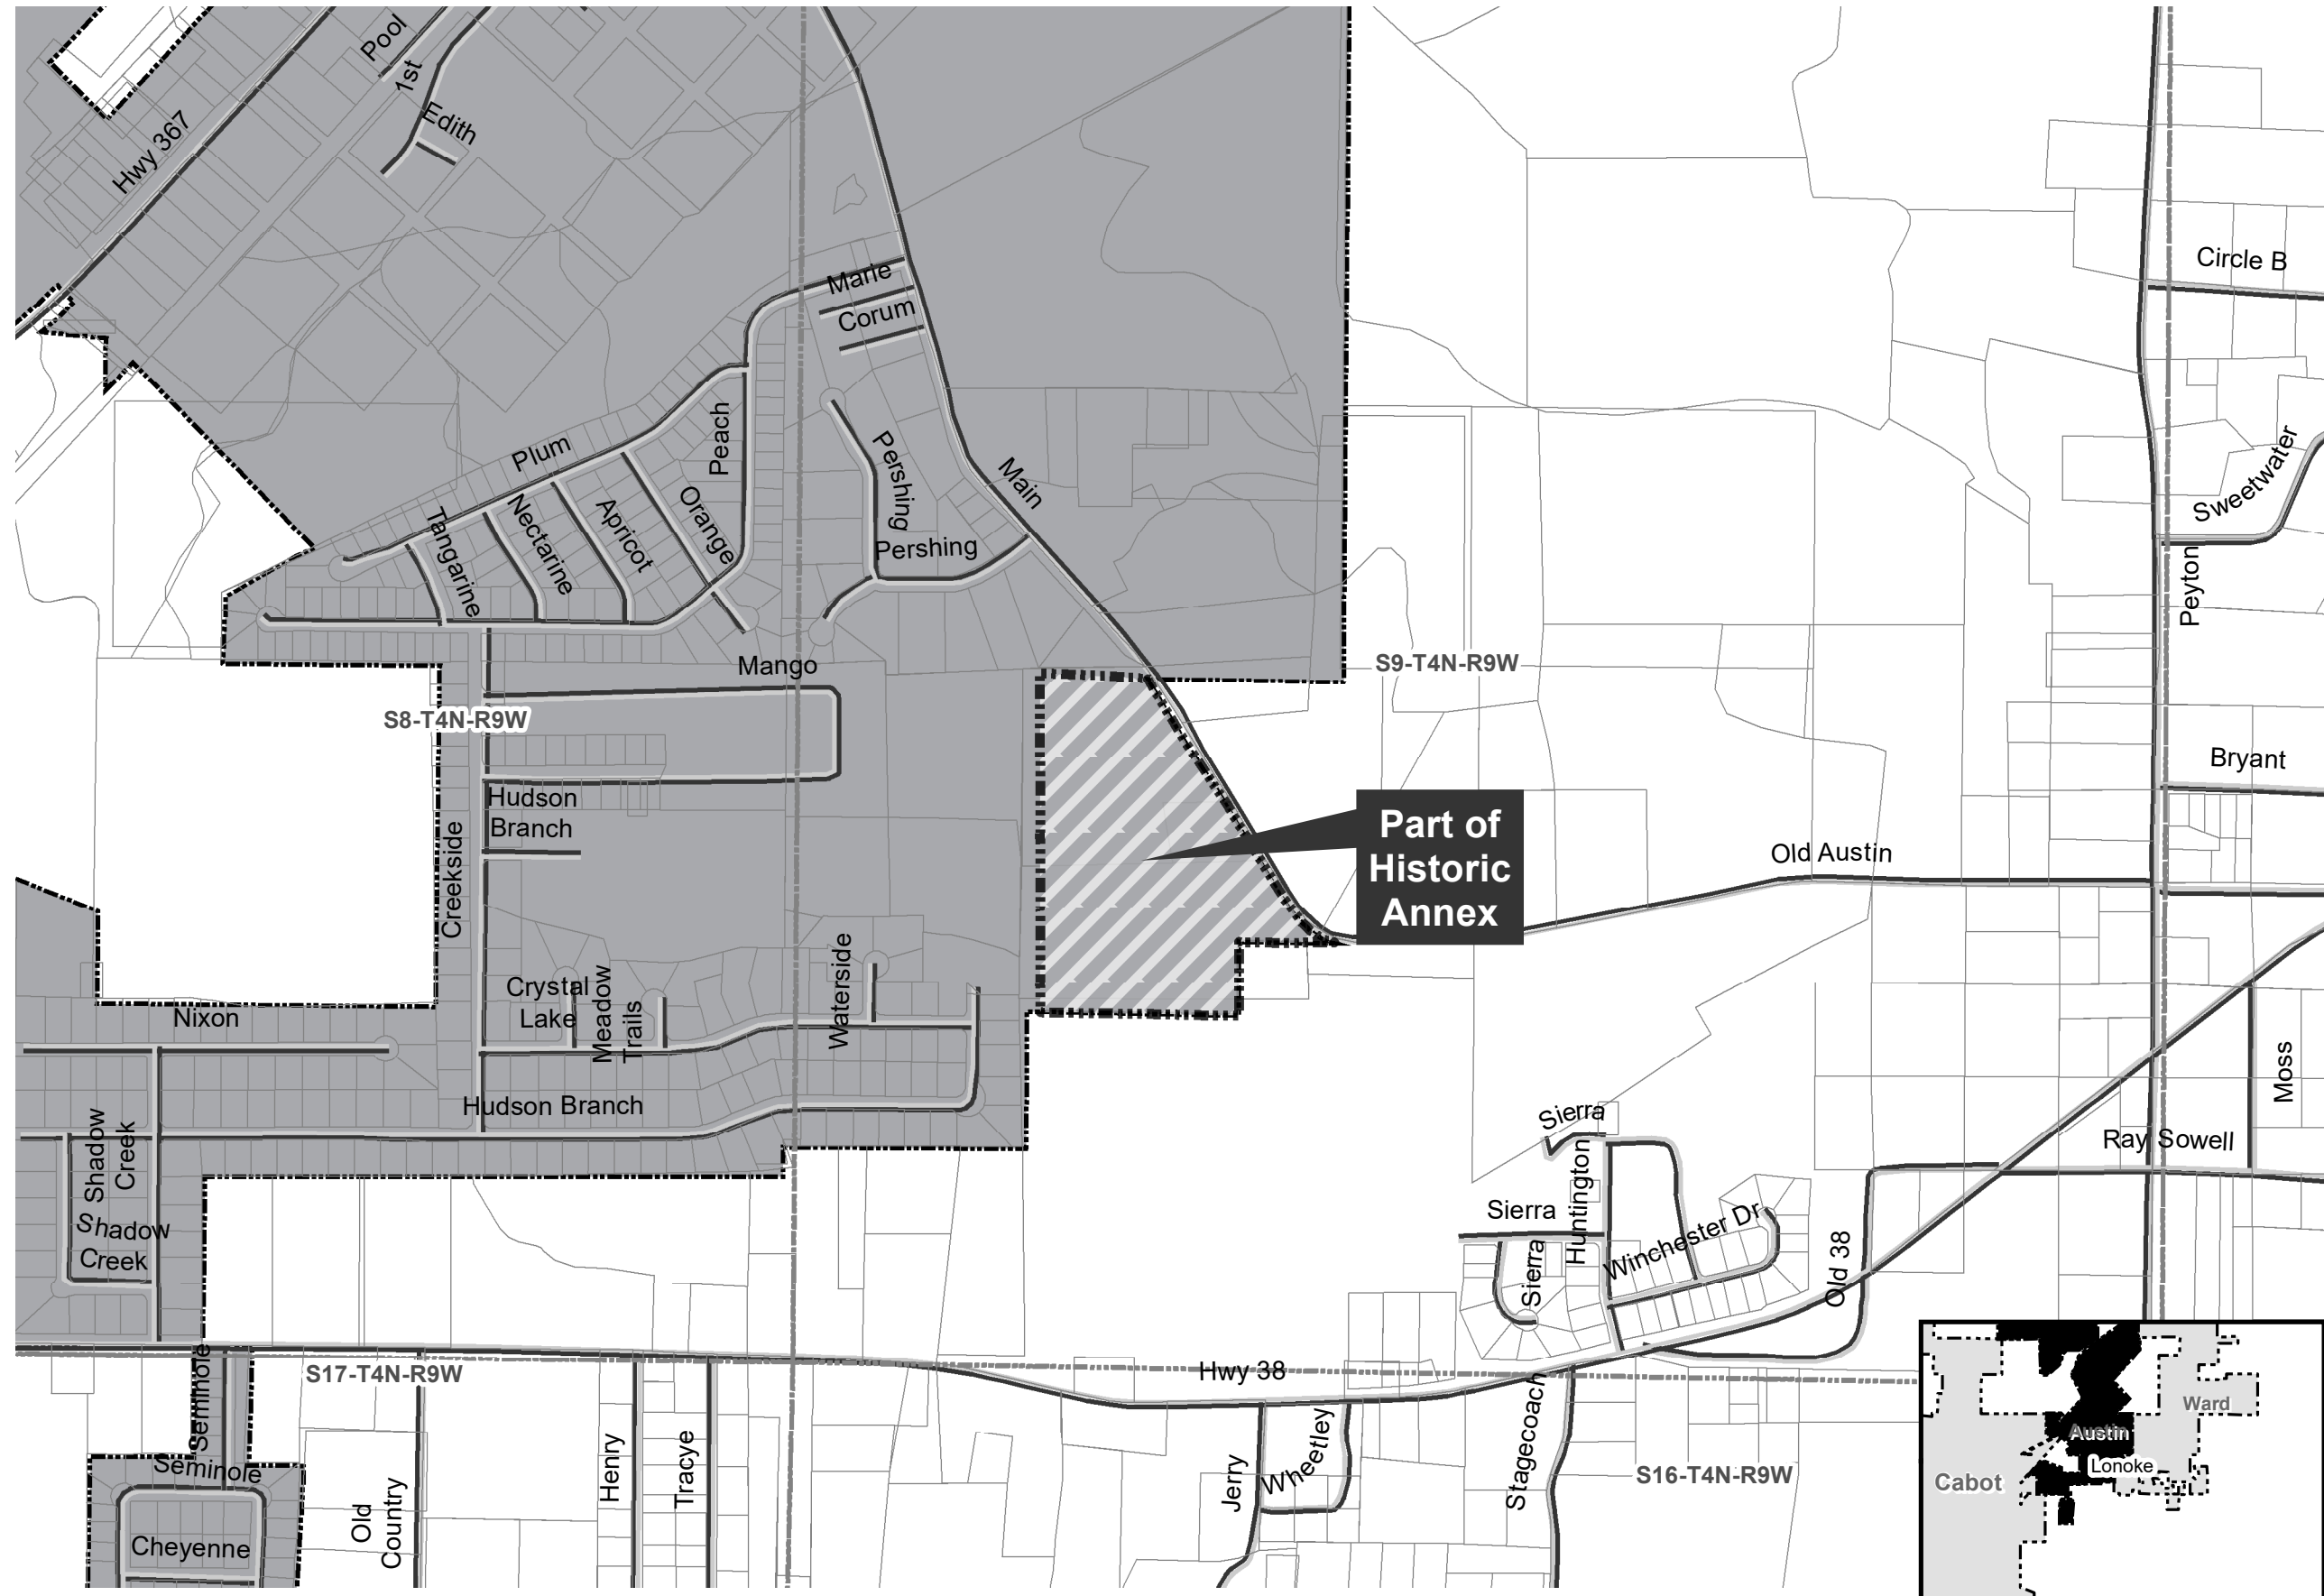 Pool
1st
Edith
Hwy 367
Circle B
Marie
Corum
Peach
Plum
Pershing
Main
Sweetwater
Tangarine
Nectarine
Apricot
Orange
Pershing
Peyton
Mango
S9-T4N-R9W
S8-T4N-R9W
Bryant
Hudson
Branch
Part of
Historic
Annex
Old Austin
Creekside
Crystal
Lake
Meadow
Trails
Waterside
Nixon
Moss
Hudson Branch
Sierra
Shadow
Creek
Ray Sowell
Huntington
Sierra
Shadow
Creek
Winchester Dr
Sierra
Old 38
Seminole
S17-T4N-R9W
Hwy 38
Stagecoach
Ward
Austin
Lonoke
Cabot
Seminole
Old
Country
Henry
Tracye
Jerry
Wheetley
S16-T4N-R9W
Cheyenne